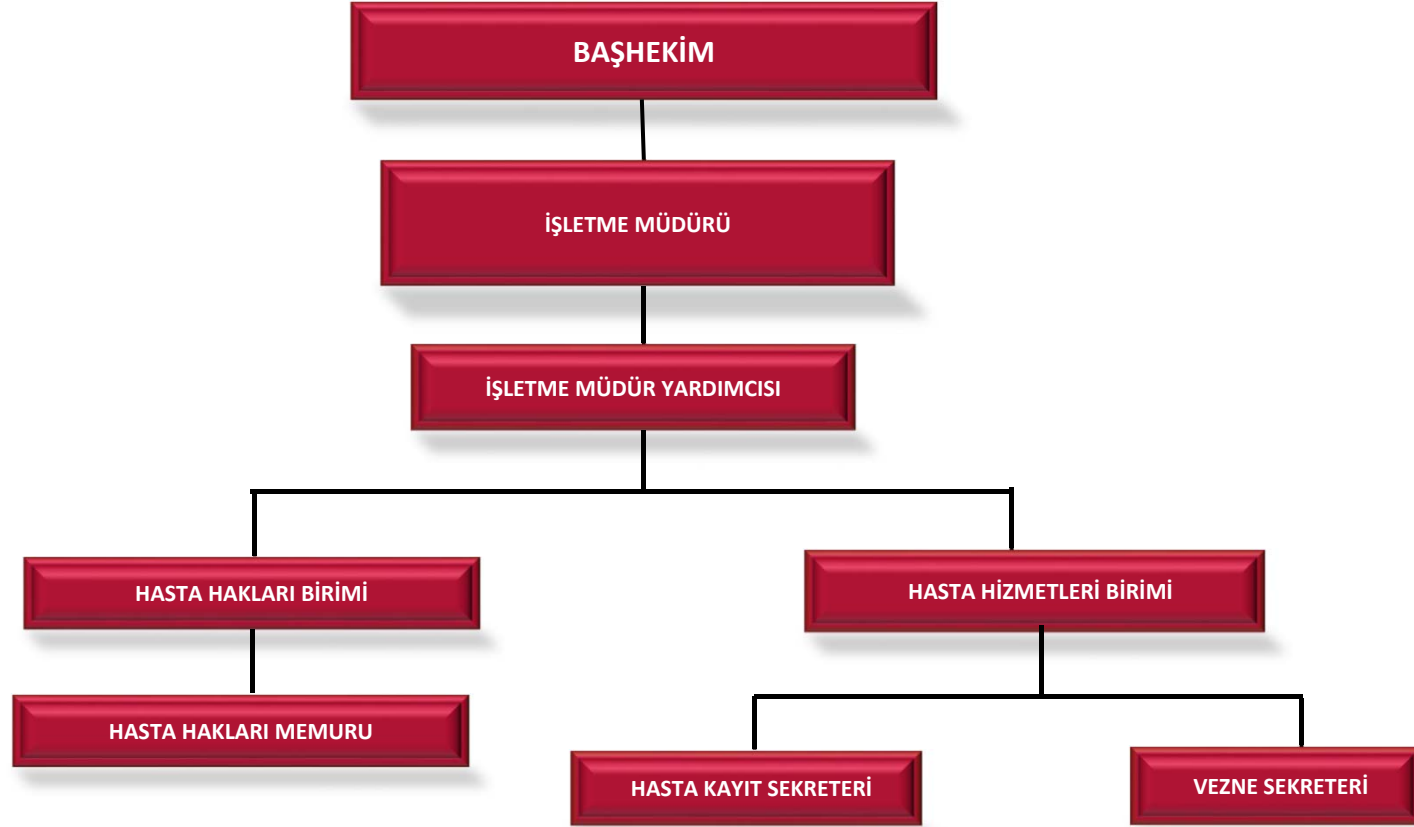 BAŞHEKİM
İŞLETME MÜDÜRÜ
İŞLETME MÜDÜR YARDIMCISI
HASTA HAKLARI BİRİMİ
HASTA HİZMETLERİ BİRİMİ
HASTA HAKLARI MEMURU
HASTA KAYIT SEKRETERİ
VEZNE SEKRETERİ